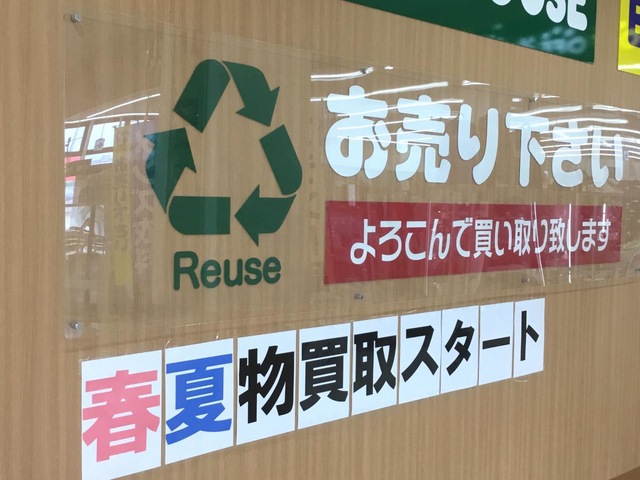 OUSE
お売り下さい
よろこんで買い取り致します
Reuse
春夏物買取スタート